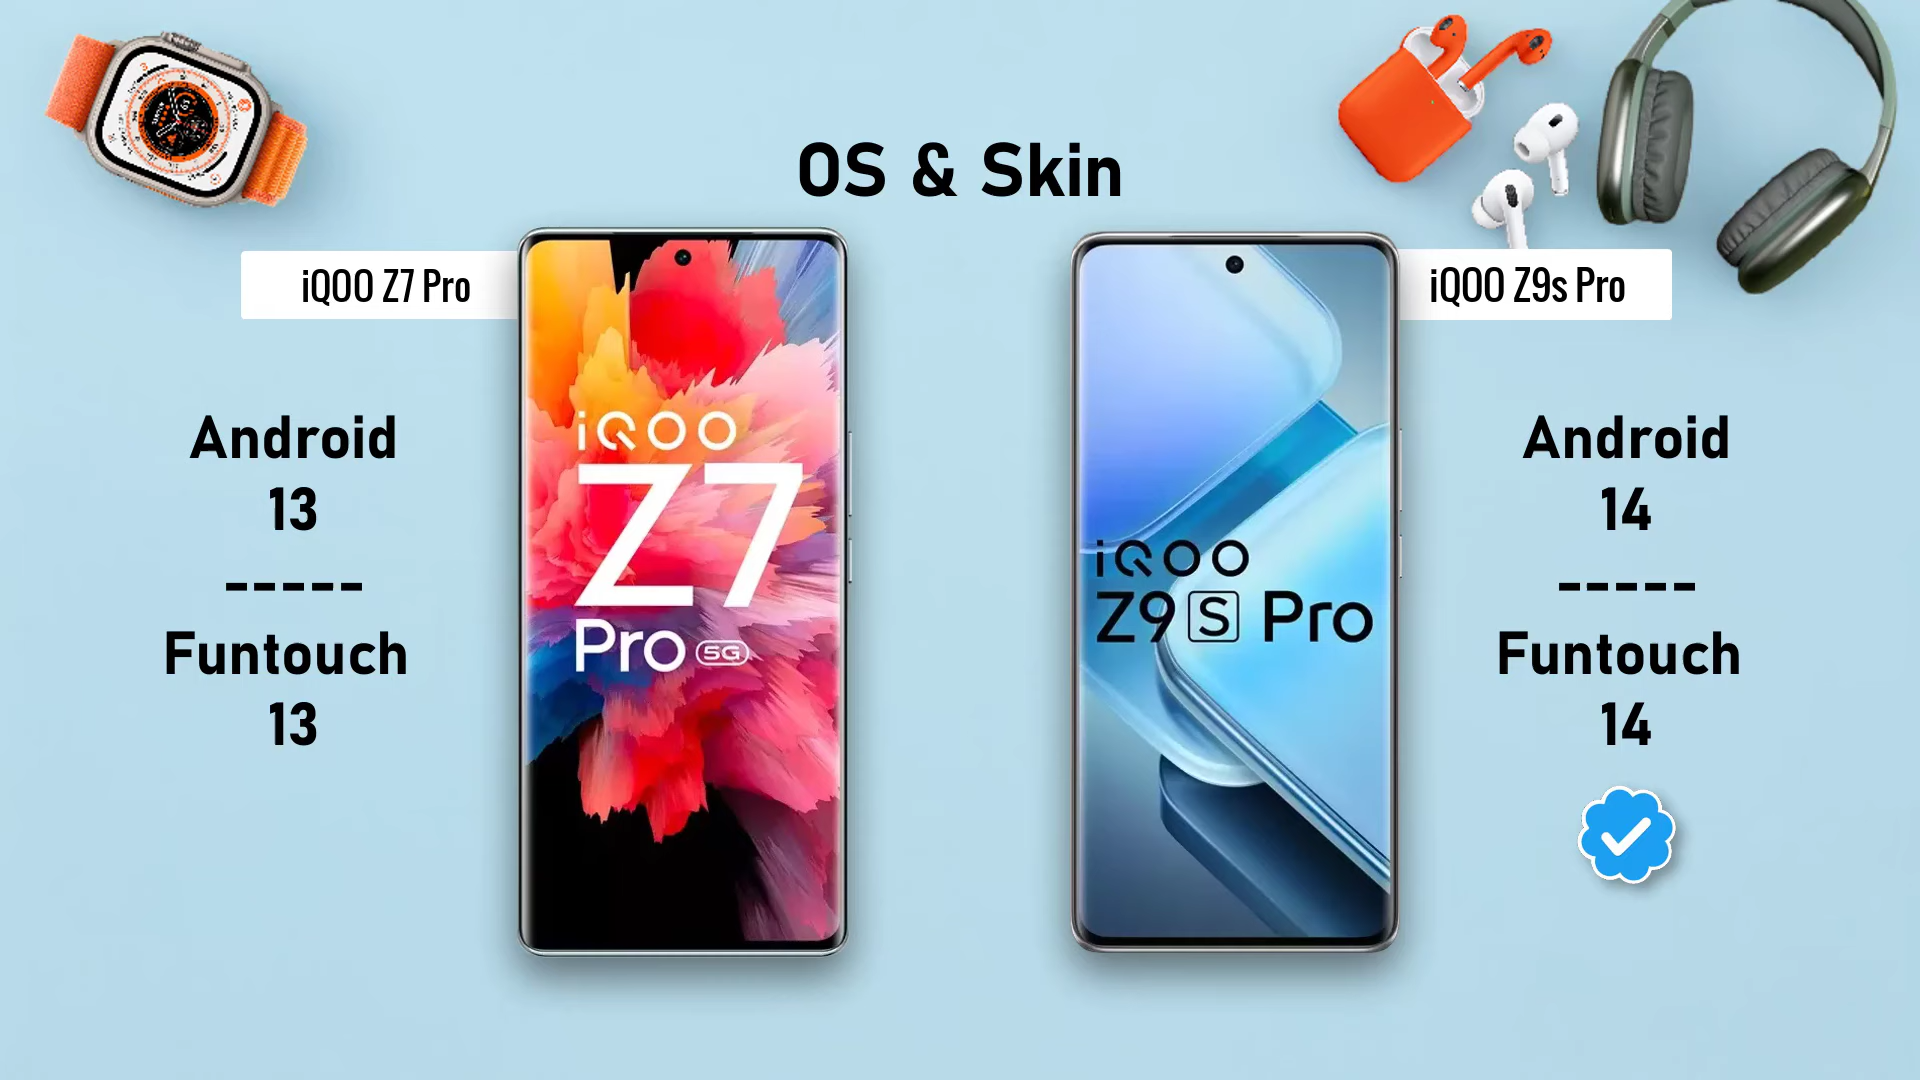 OS & Skin
iQOO Z7 Pro
Android
13
-----
Funtouch
13
iQOO
Z7
Pro 5G
iQOO
Z9 S Pro
iQOO Z9s Pro
Android
14
-----
Funtouch
14